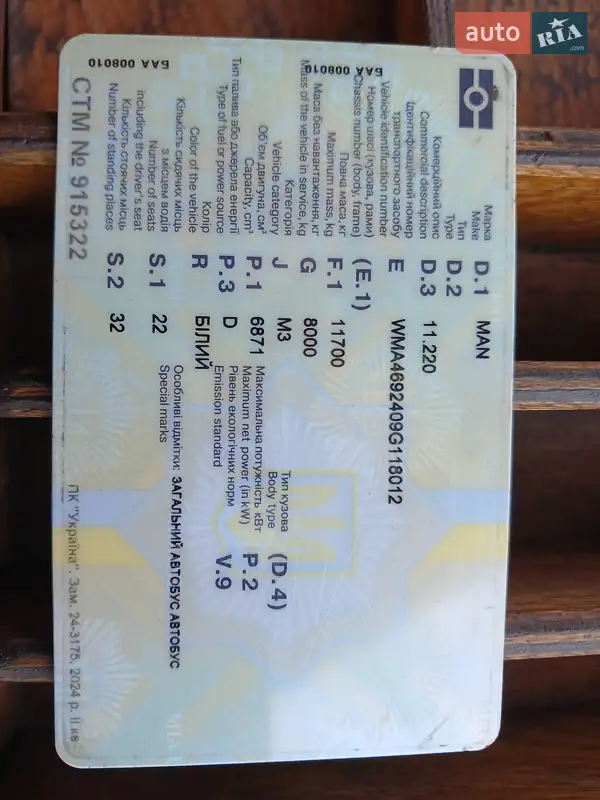 auto RIA .com
БАА 008010
БАА 008010
Марка
Make D.1 MAN
Тип
Type D.2
Комерційний опис
Commercial description D.3 11.220
Ідентифікаційний номер
транспортного засобу
Vehicle identification number E WMA4692409G118012
Номер шасі (кузова, рами)
Chassis number (body, frame) (E.1)
Повна маса, кг
Maximum mass, kg F.1 11700
Маса без навантаження, кг
Mass of the vehicle in service, kg G 8000
Категорія
Vehicle category J M3
Тип кузова
Body type (D.4)
Об'єм двигуна, см³
Capacity, cm³ P.1 6871
Максимальна потужність кВт
Maximum net power (in kW) P.2
Тип палива або джерела енергії
Type of fuel or power source P.3 D
Рівень екологічних норм
Emission standard V.9
Колір
Color of the vehicle R БІЛИЙ
Кількість сидячих місць
з місцем водія
Number of seats
including the driver's seat S.1 22
Особливі відмітки: ЗАГАЛЬНИЙ АВТОБУС АВТОБУС
Special marks
Кількість стоячих місць
Number of standing places S.2 32
СТМ № 915322
ПК "Україна". Зам. 24-3175. 2024 р. ІІ кв.